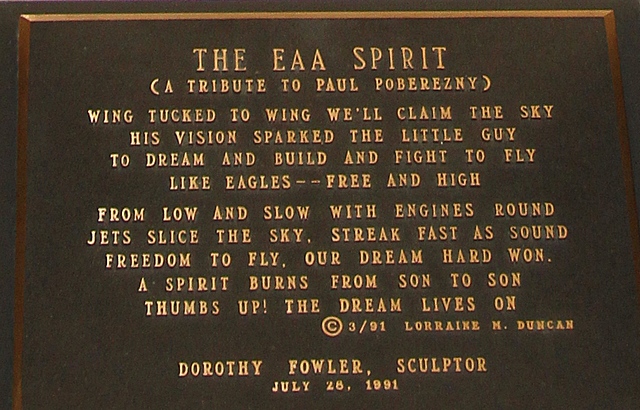 THE EAA SPIRIT
(A TRIBUTE TO PAUL POBEREZNY)
WING TUCKED TO WING WE'LL CLAIM THE SKY
HIS VISION SPARKED THE LITTLE GUY
TO DREAM AND BUILD AND FIGHT TO FLY
LIKE EAGLES--FREE AND HIGH
FROM LOW AND SLOW WITH ENGINES ROUND
JETS SLICE THE SKY, STREAK FAST AS SOUND
FREEDOM TO FLY, OUR DREAM HARD WON.
A SPIRIT BURNS FROM SON TO SON
THUMBS UP! THE DREAM LIVES ON
© 3/91 LORRAINE M. DUNCAN
DOROTHY FOWLER, SCULPTOR
JULY 28, 1991